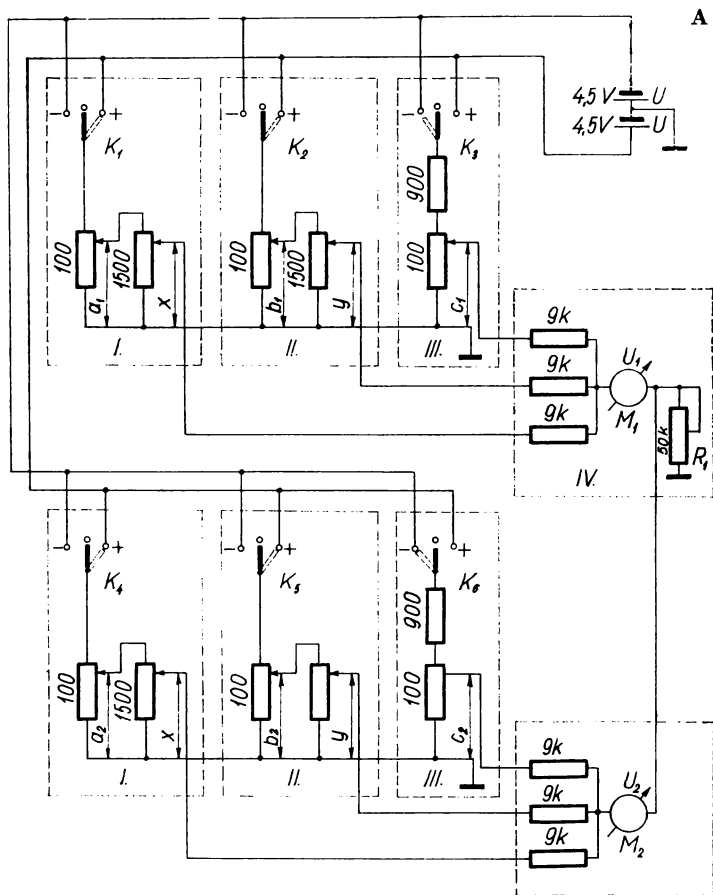 A
4,5V U
4,5V U
− + − + − +
K₁ K₂ K₃
900
100 1500 100 1500 100
a₁ x b₁ y c₁
I. II. III.
9k
9k U₁
9k M₁
50k R₁
IV.
− + − + − +
K₄ K₅ K₆
900
100 1500 100 100
a₂ x b₂ y c₂
I. II. III.
9k
9k U₂
9k M₂